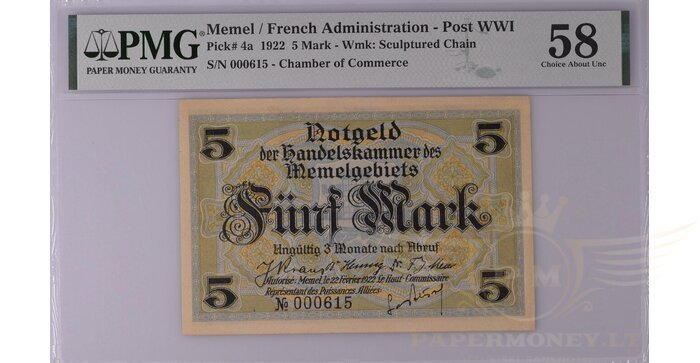 PMG
PAPER MONEY GUARANTY
Memel / French Administration - Post WWI
Pick# 4a 1922 5 Mark - Wmk: Sculptured Chain
S/N 000615 - Chamber of Commerce
58
Choice About Unc
5 5
Notgeld
der Handelskammer des
Memelgebiets
Fünf Mark
Ungültig 3 Monate nach Abruf
Autorisé: Memel, le 22 Février 1922. Le Haut-Commissaire
Représentant des Puissances Alliées:
5 5
No 000615
PM
PAPERMONEY.LT